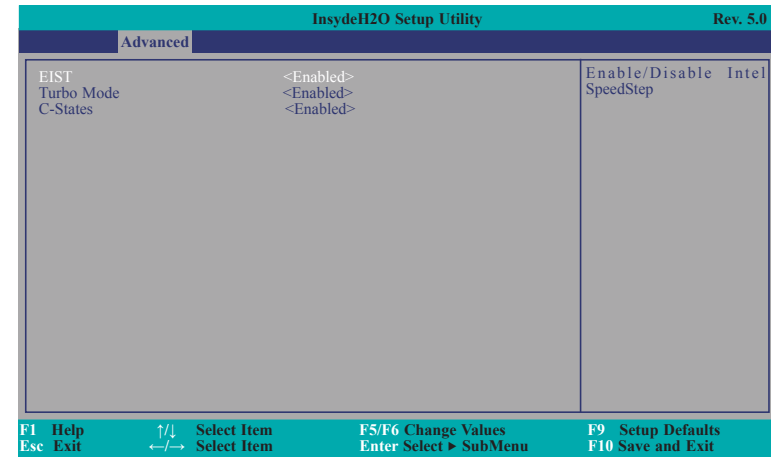 InsydeH2O Setup Utility Rev. 5.0
Advanced
EIST <Enabled>
Turbo Mode <Enabled>
C-States <Enabled>
Enable/Disable Intel
SpeedStep
F1 Help ↑/↓ Select Item F5/F6 Change Values F9 Setup Defaults
Esc Exit ←/→ Select Item Enter Select ► SubMenu F10 Save and Exit